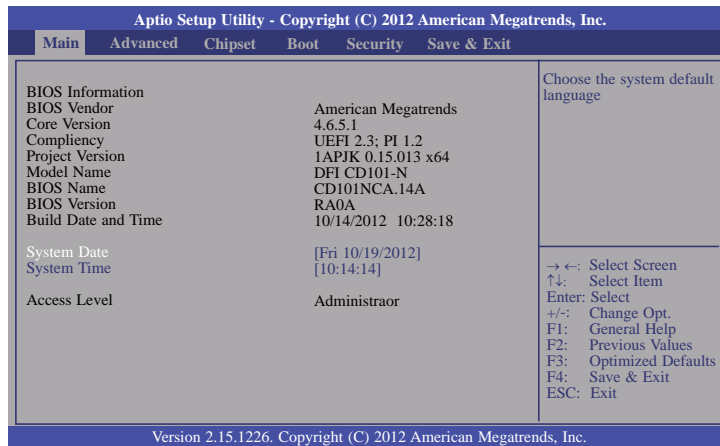 Aptio Setup Utility - Copyright (C) 2012 American Megatrends, Inc.
Main Advanced Chipset Boot Security Save & Exit
BIOS Information
BIOS Vendor American Megatrends
Core Version 4.6.5.1
Compliency UEFI 2.3; PI 1.2
Project Version 1APJK 0.15.013 x64
Model Name DFI CD101-N
BIOS Name CD101NCA.14A
BIOS Version RA0A
Build Date and Time 10/14/2012 10:28:18
System Date [Fri 10/19/2012]
System Time [10:14:14]
Access Level Administraor
Choose the system default
language
→ ←: Select Screen
↑↓: Select Item
Enter: Select
+/-: Change Opt.
F1: General Help
F2: Previous Values
F3: Optimized Defaults
F4: Save & Exit
ESC: Exit
Version 2.15.1226. Copyright (C) 2012 American Megatrends, Inc.